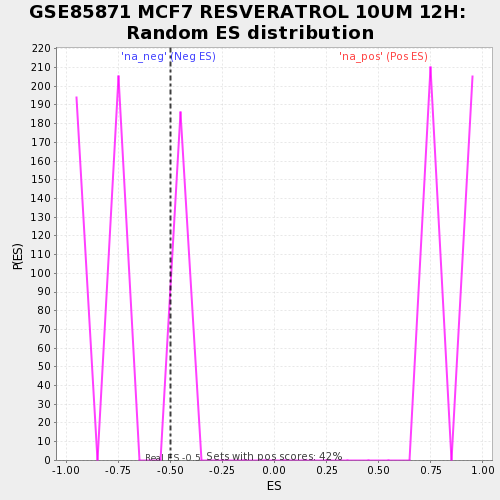 GSE85871 MCF7 RESVERATROL 10UM 12H:
Random ES distribution
'na_neg' (Neg ES)
'na_pos' (Pos ES)
220
210
200
190
180
170
160
150
140
130
120
110
100
90
80
70
60
50
40
30
20
10
0
P(ES)
Real ES -0.5
Sets with pos scores: 42%
-1.00 -0.75 -0.50 -0.25 0.00 0.25 0.50 0.75 1.00
ES